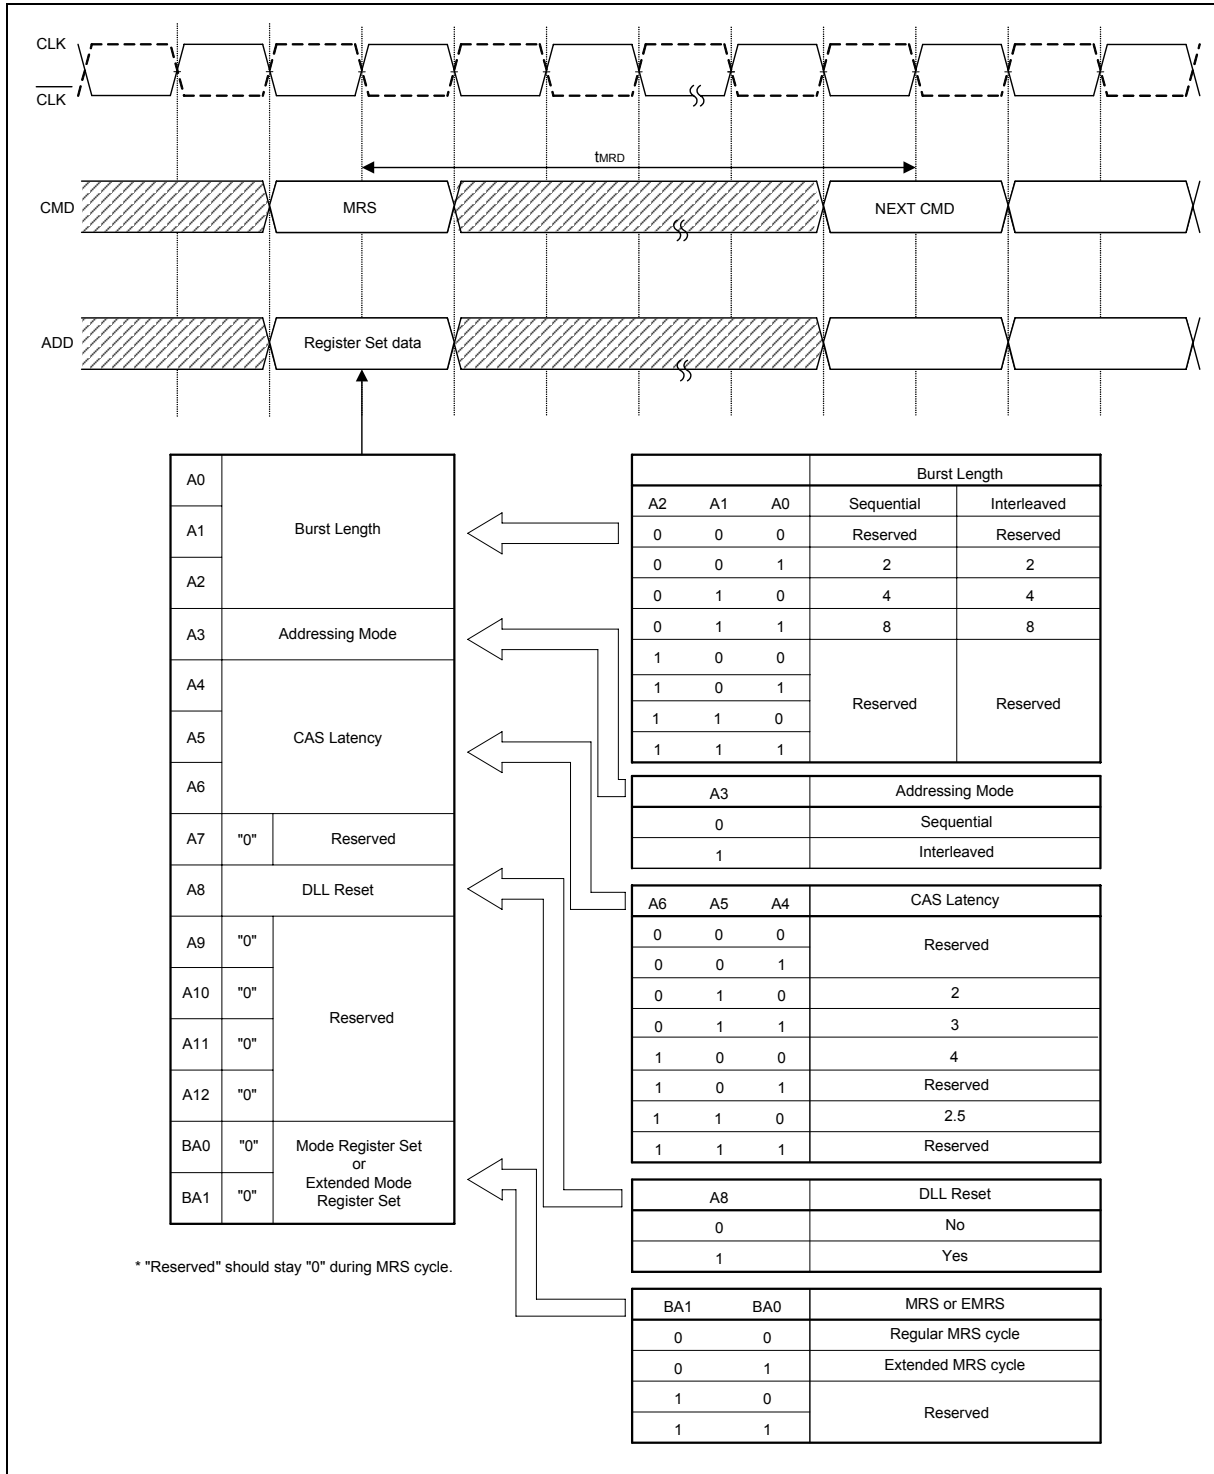 CLK
CLK
tMRD
CMD
MRS
NEXT CMD
ADD
Register Set data
A0
A1
Burst Length
A2
A3 Addressing Mode
A4
A5 CAS Latency
A6
A7 "0" Reserved
A8 DLL Reset
A9 "0"
A10 "0"
Reserved
A11 "0"
A12 "0"
BA0 "0" Mode Register Set
or
Extended Mode
BA1 "0" Register Set
* "Reserved" should stay "0" during MRS cycle.
Burst Length
A2 A1 A0 Sequential Interleaved
0 0 0 Reserved Reserved
0 0 1 2 2
0 1 0 4 4
0 1 1 8 8
1 0 0
1 0 1
Reserved Reserved
1 1 0
1 1 1
A3 Addressing Mode
0 Sequential
1 Interleaved
A6 A5 A4 CAS Latency
0 0 0
Reserved
0 0 1
0 1 0 2
0 1 1 3
1 0 0 4
1 0 1 Reserved
1 1 0 2.5
1 1 1 Reserved
A8 DLL Reset
0 No
1 Yes
BA1 BA0 MRS or EMRS
0 0 Regular MRS cycle
0 1 Extended MRS cycle
1 0
Reserved
1 1